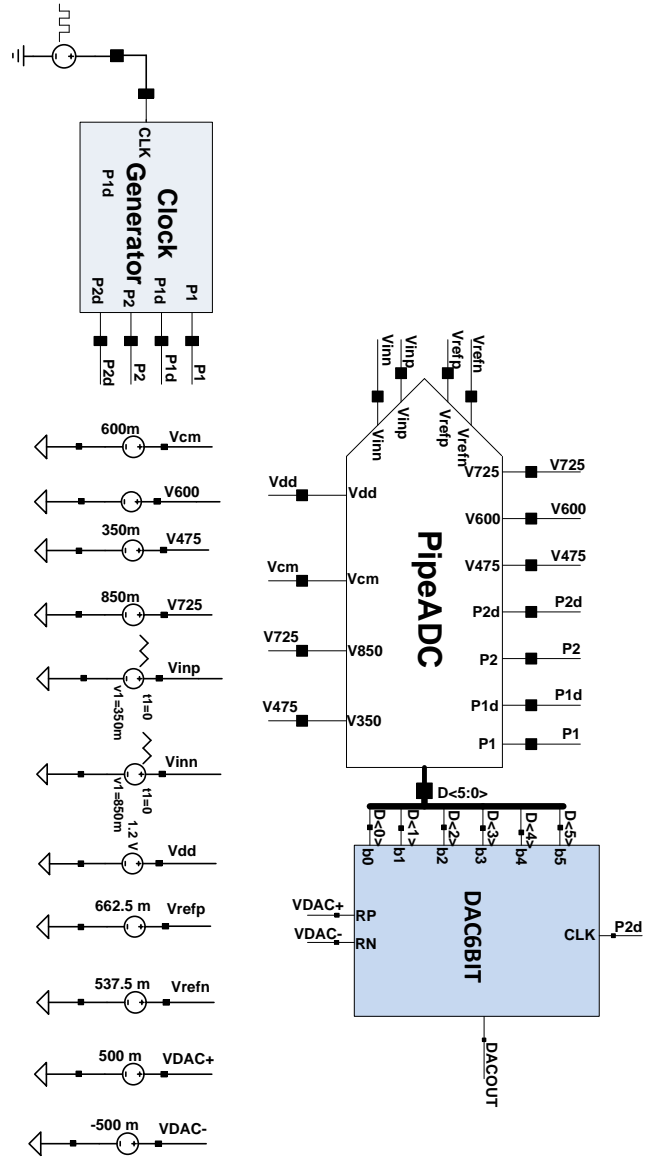 CLK
Clock
Generator
P1d
P2d
P2
P1d
P1
P2d
P2
P1d
P1
600m
Vcm
V600
350m
V475
850m
V725
Vinp
t1=0
v1=350m
Vinn
t1=0
v1=850m
1.2 V
Vdd
662.5 m
Vrefp
537.5 m
Vrefn
500 m
VDAC+
-500 m
VDAC-
Vinn
Vinp
Vrefp
Vrefn
Vinn
Vinp
Vrefp
Vrefn
PipeADC
Vdd
Vdd
Vcm
Vcm
V725
V850
V475
V350
V725
V725
V600
V600
V475
V475
P2d
P2d
P2
P2
P1d
P1d
P1
P1
D<5:0>
D<0>
D<1>
D<2>
D<3>
D<4>
D<5>
b0
b1
b2
b3
b4
b5
DAC6BIT
VDAC+
RP
VDAC-
RN
CLK
P2d
DACOUT